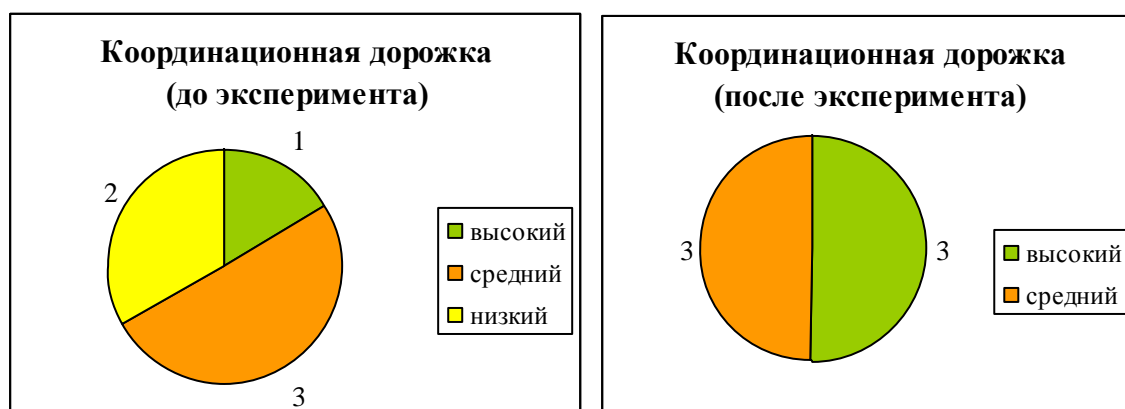 Координационная дорожка
(до эксперимента)
1
2
3
высокий
средний
низкий
Координационная дорожка
(после эксперимента)
3
3
высокий
средний